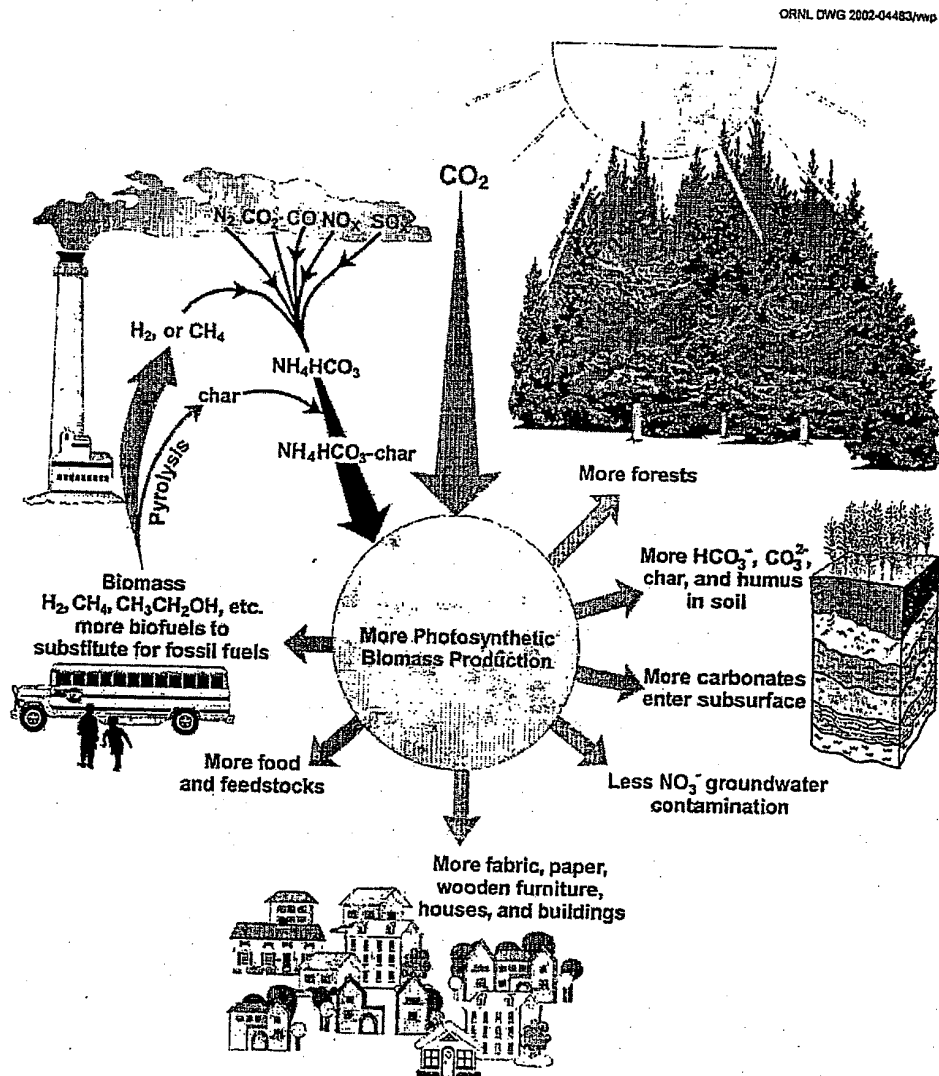 ORNL DWG 2002-04483/vwp
CO₂
N₂ CO₂ CO NOₓ SOₓ
H₂, or CH₄
NH₄HCO₃
char
NH₄HCO₃-char
Pyrolysis
More forests
More HCO₃⁻, CO₃²⁻,
char, and humus
in soil
Biomass
H₂, CH₄, CH₃CH₂OH, etc.
more biofuels to
substitute for fossil fuels
More Photosynthetic
Biomass Production
More carbonates
enter subsurface
More food
and feedstocks
Less NO₃⁻ groundwater
contamination
More fabric, paper,
wooden furniture,
houses, and buildings